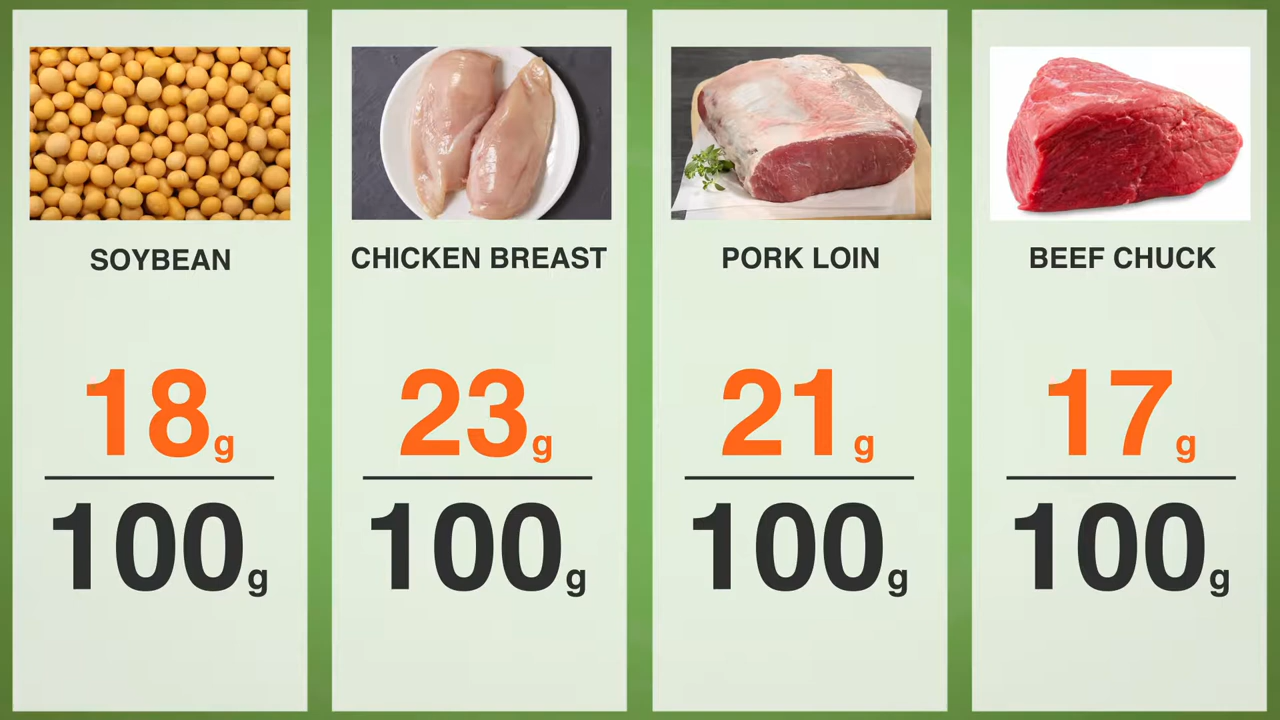 SOYBEAN
18g
100g
CHICKEN BREAST
23g
100g
PORK LOIN
21g
100g
BEEF CHUCK
17g
100g